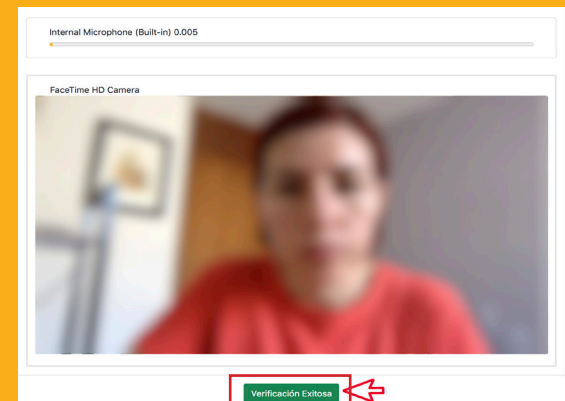 Internal Microphone (Built-in) 0.005
FaceTime HD Camera
Verificación Exitosa